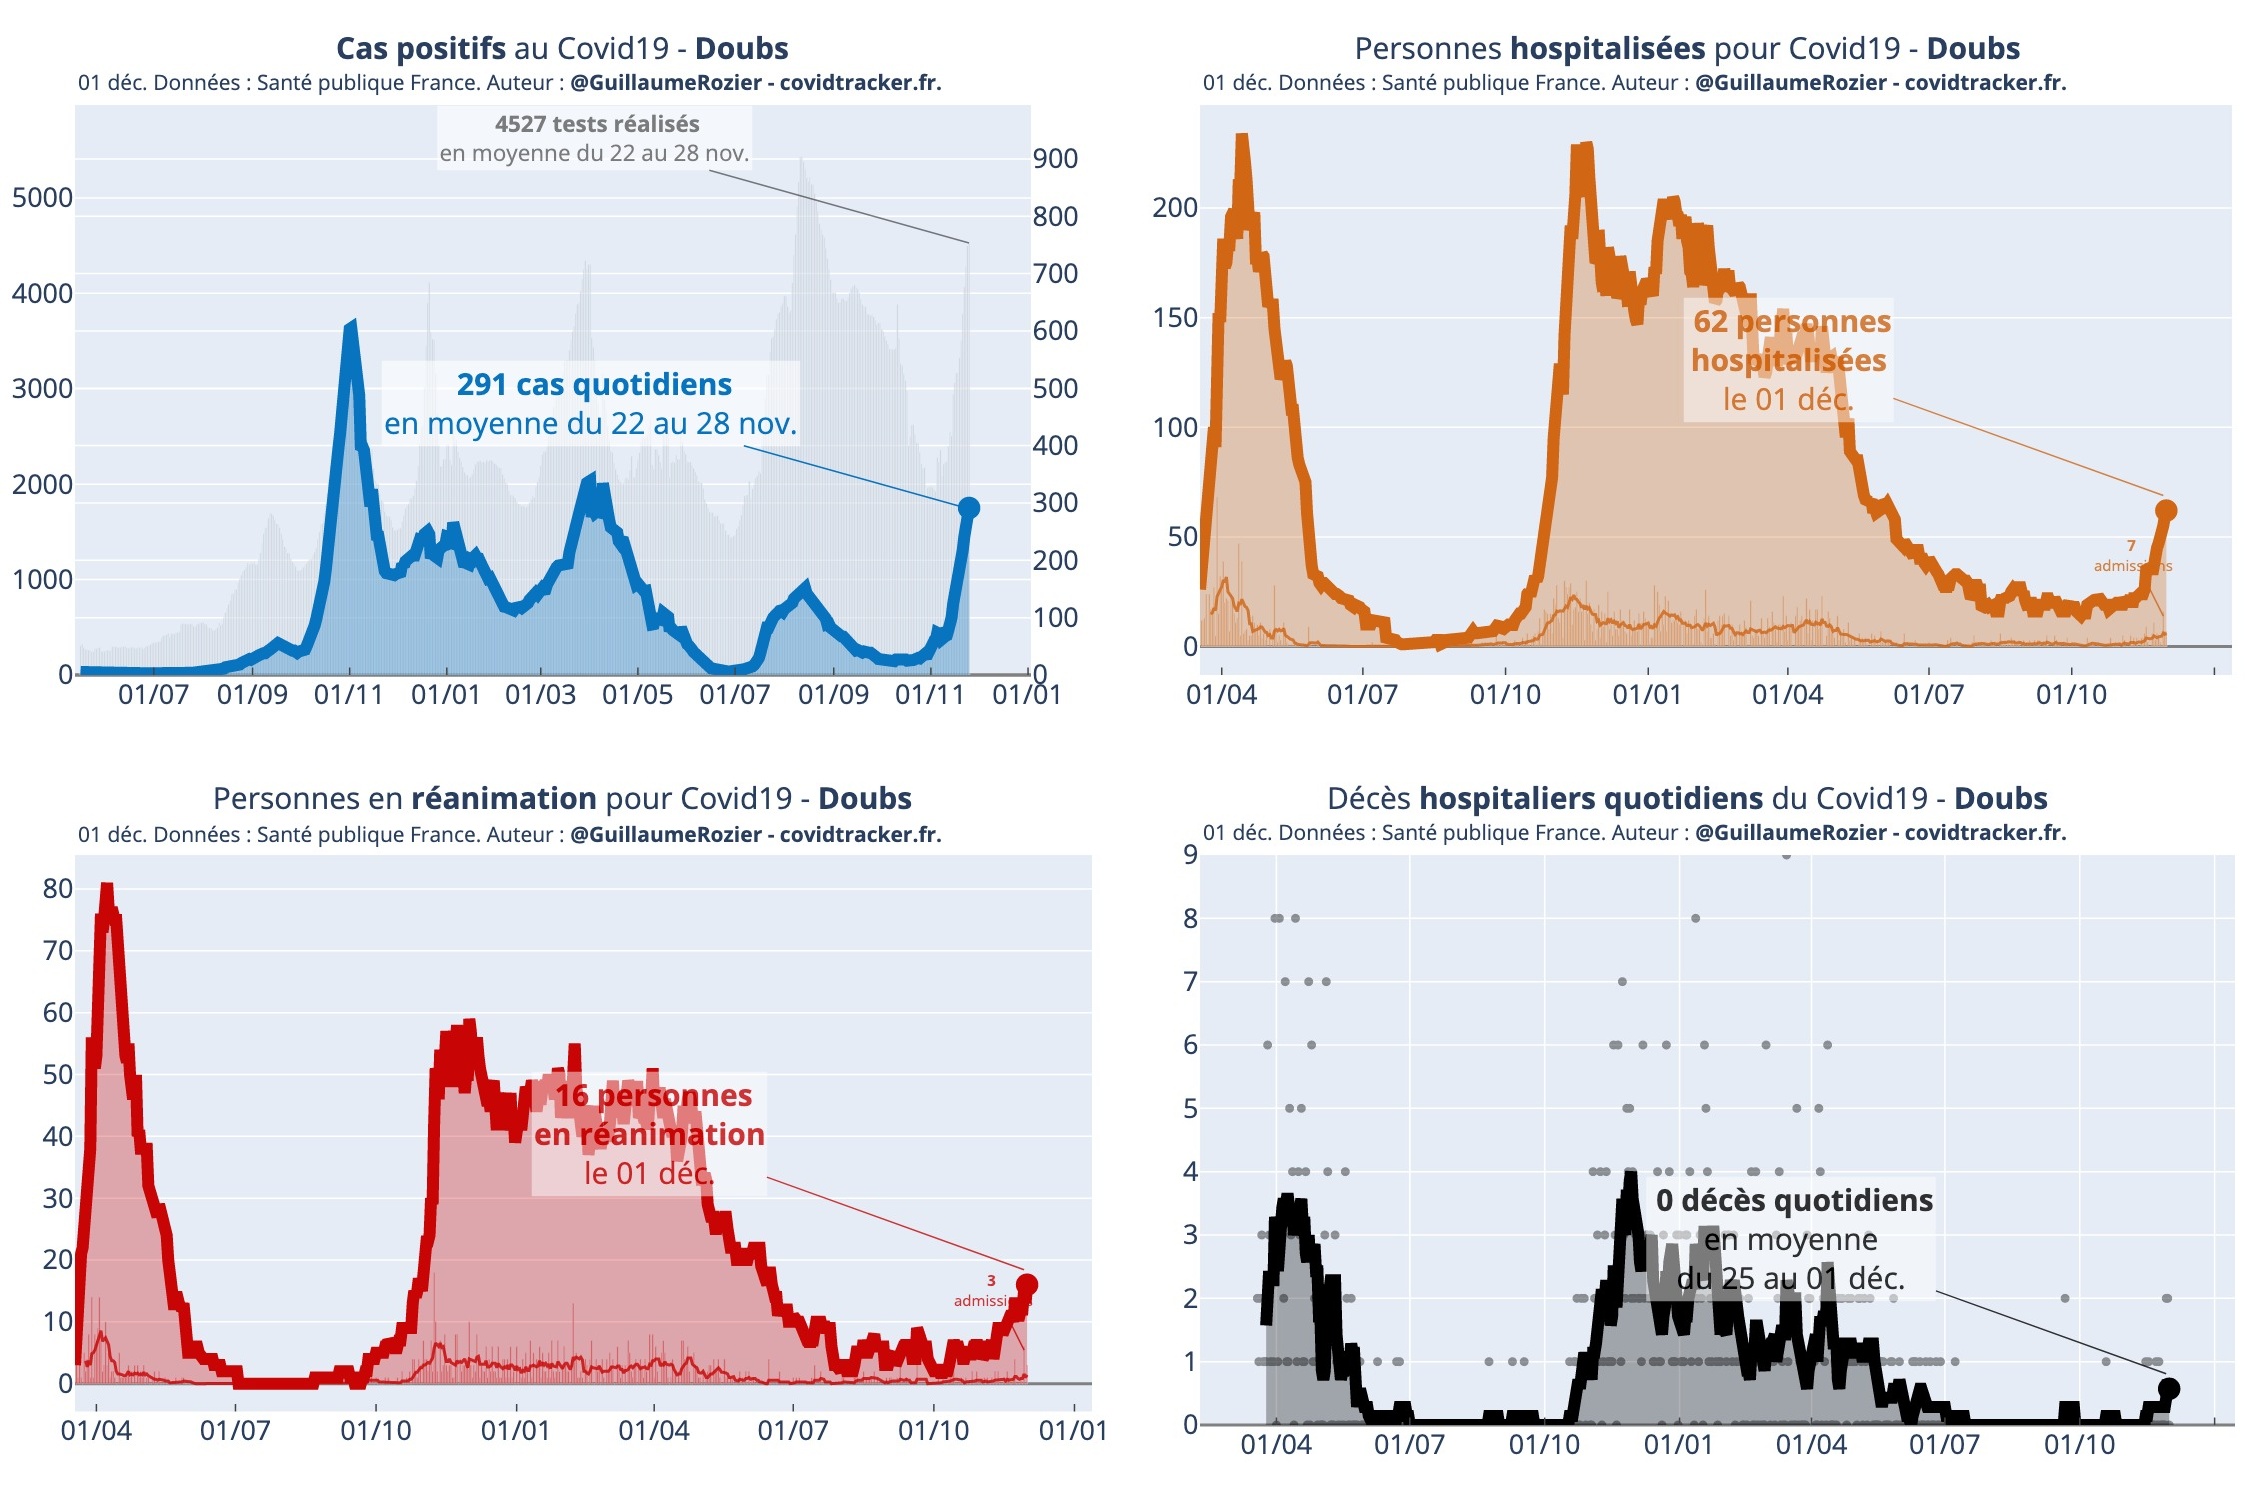 Cas positifs au Covid19 - Doubs
01 déc. Données : Santé publique France. Auteur : @GuillaumeRozier - covidtracker.fr.
4527 tests réalisés
en moyenne du 22 au 28 nov.
291 cas quotidiens
en moyenne du 22 au 28 nov.
5000
4000
3000
2000
1000
0
900
800
700
600
500
400
300
200
100
0
01/07 01/09 01/11 01/01 01/03 01/05 01/07 01/09 01/11 01/01
Personnes hospitalisées pour Covid19 - Doubs
01 déc. Données : Santé publique France. Auteur : @GuillaumeRozier - covidtracker.fr.
200
150
100
50
0
62 personnes
hospitalisées
le 01 déc.
7
admissions
01/04 01/07 01/10 01/01 01/04 01/07 01/10
Personnes en réanimation pour Covid19 - Doubs
01 déc. Données : Santé publique France. Auteur : @GuillaumeRozier - covidtracker.fr.
80
70
60
50
40
30
20
10
0
16 personnes
en réanimation
le 01 déc.
3
admissions
01/04 01/07 01/10 01/01 01/04 01/07 01/10 01/01
Décès hospitaliers quotidiens du Covid19 - Doubs
01 déc. Données : Santé publique France. Auteur : @GuillaumeRozier - covidtracker.fr.
9
8
7
6
5
4
3
2
1
0
0 décès quotidiens
en moyenne
du 25 au 01 déc.
01/04 01/07 01/10 01/01 01/04 01/07 01/10